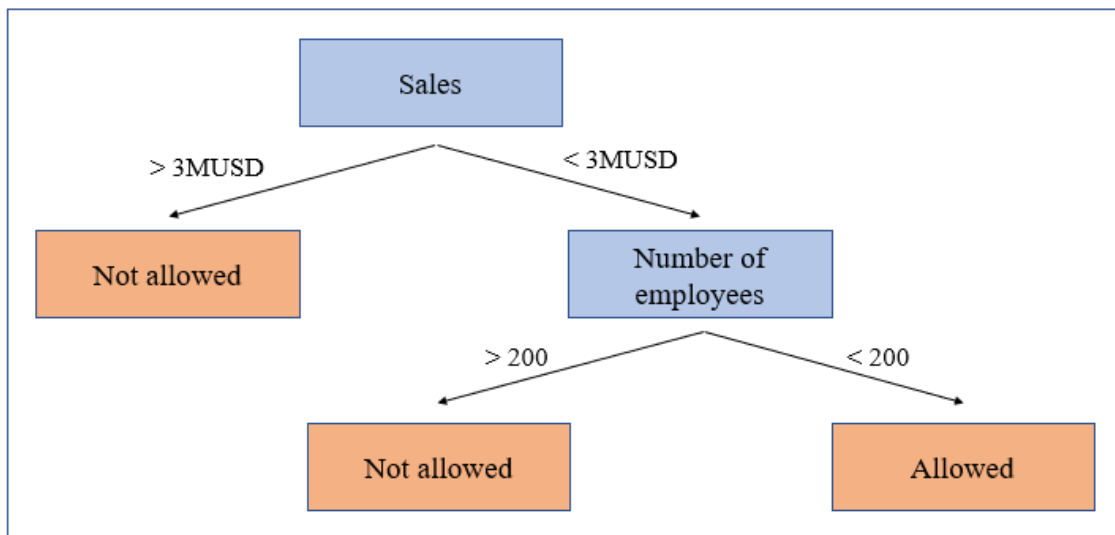 Sales
> 3MUSD
< 3MUSD
Not allowed
Number of
employees
> 200
< 200
Not allowed
Allowed